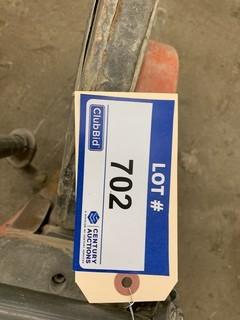 LOT #
702
ClubBid
CENTURY
AUCTIONS